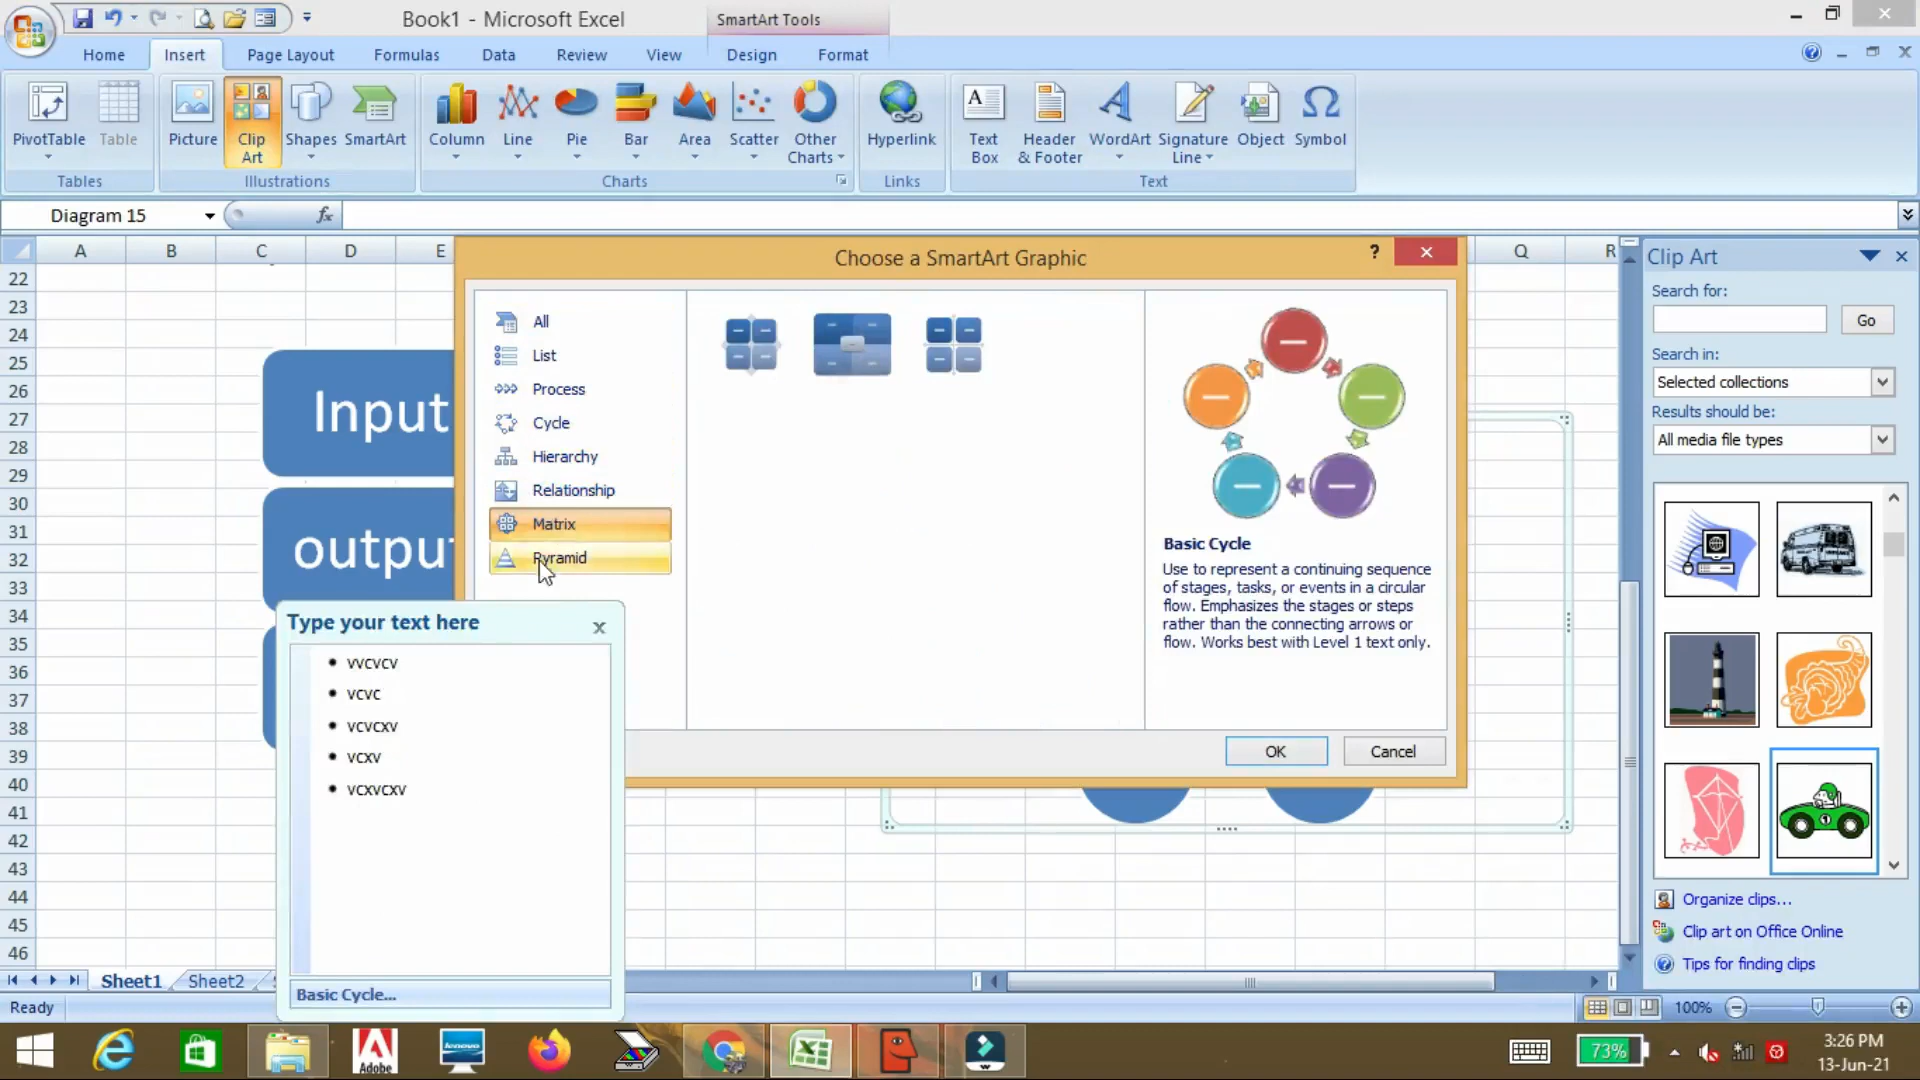 Book1 - Microsoft Excel
SmartArt Tools
Home
Insert
Page Layout
Formulas
Data
Review
View
Design
Format
PivotTable
Table
Picture
Clip
Art
Shapes
SmartArt
Column
Line
Pie
Bar
Area
Scatter
Other
Charts
Hyperlink
Text
Box
Header
& Footer
WordArt
Signature
Line
Object
Symbol
Tables
Illustrations
Charts
Links
Text
Diagram 15
fx
A
B
C
D
E
Q
R
22
23
24
25
26
27
28
29
30
31
32
33
34
35
36
37
38
39
40
41
42
43
44
45
46
Input
Choose a SmartArt Graphic
?
All
List
Process
Cycle
Hierarchy
Relationship
Matrix
Pyramid
Basic Cycle
Use to represent a continuing sequence
of stages, tasks, or events in a circular
flow. Emphasizes the stages or steps
rather than the connecting arrows or
flow. Works best with Level 1 text only.
OK
Cancel
Type your text here
vvcvcv
vcvc
vcvcxv
vcxv
vcxvcxv
Basic Cycle...
Clip Art
Search for:
Go
Search in:
Selected collections
Results should be:
All media file types
Organize clips...
Clip art on Office Online
Tips for finding clips
Sheet1
Sheet2
Ready
100%
Adobe
lenovo
73%
3:26 PM
13-Jun-21